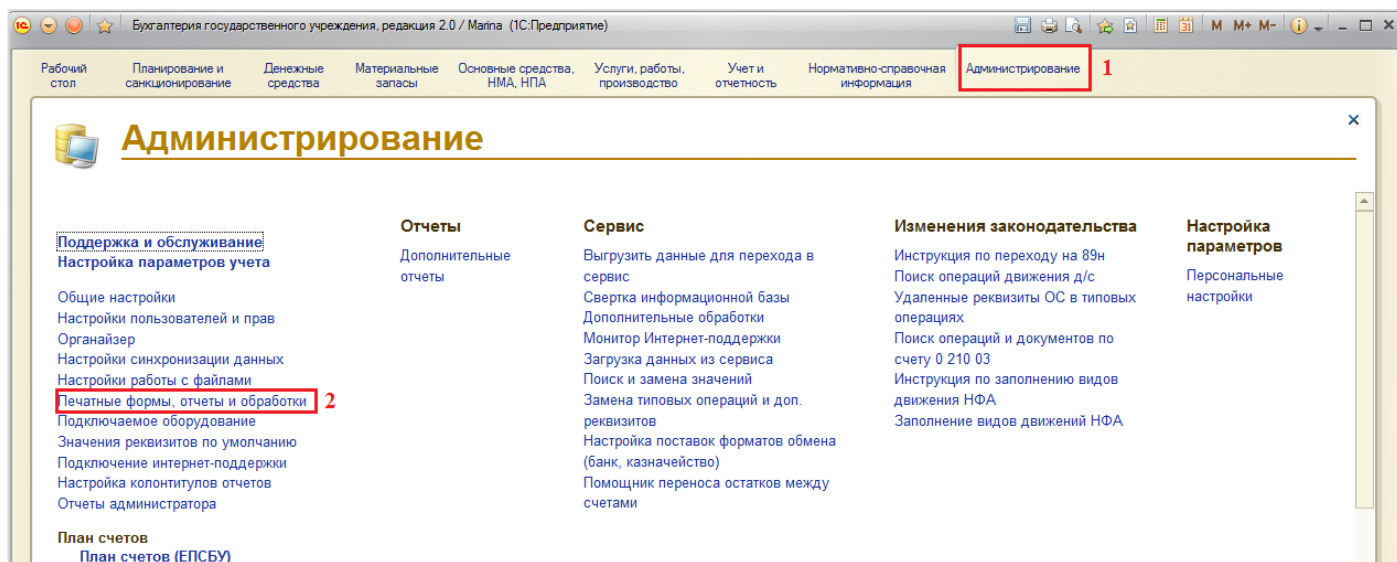 1С Бухгалтерия государственного учреждения, редакция 2.0 / Marina (1С:Предприятие) 31 M M+ M-
Рабочий стол
Планирование и санкционирование
Денежные средства
Материальные запасы
Основные средства, НМА, НПА
Услуги, работы, производство
Учет и отчетность
Нормативно-справочная информация
Администрирование
1
Администрирование
Поддержка и обслуживание
Настройка параметров учета
Общие настройки
Настройки пользователей и прав
Органайзер
Настройки синхронизации данных
Настройки работы с файлами
Печатные формы, отчеты и обработки 2
Подключаемое оборудование
Значения реквизитов по умолчанию
Подключение интернет-поддержки
Настройка колонтитулов отчетов
Отчеты администратора
План счетов
План счетов (ЕПСБУ)
Отчеты
Дополнительные
отчеты
Сервис
Выгрузить данные для перехода в
сервис
Свертка информационной базы
Дополнительные обработки
Монитор Интернет-поддержки
Загрузка данных из сервиса
Поиск и замена значений
Замена типовых операций и доп.
реквизитов
Настройка поставок форматов обмена
(банк, казначейство)
Помощник переноса остатков между
счетами
Изменения законодательства
Инструкция по переходу на 89н
Поиск операций движения д/с
Удаленные реквизиты ОС в типовых
операциях
Поиск операций и документов по
счету 0 210 03
Инструкция по заполнению видов
движения НФА
Заполнение видов движений НФА
Настройка
параметров
Персональные
настройки